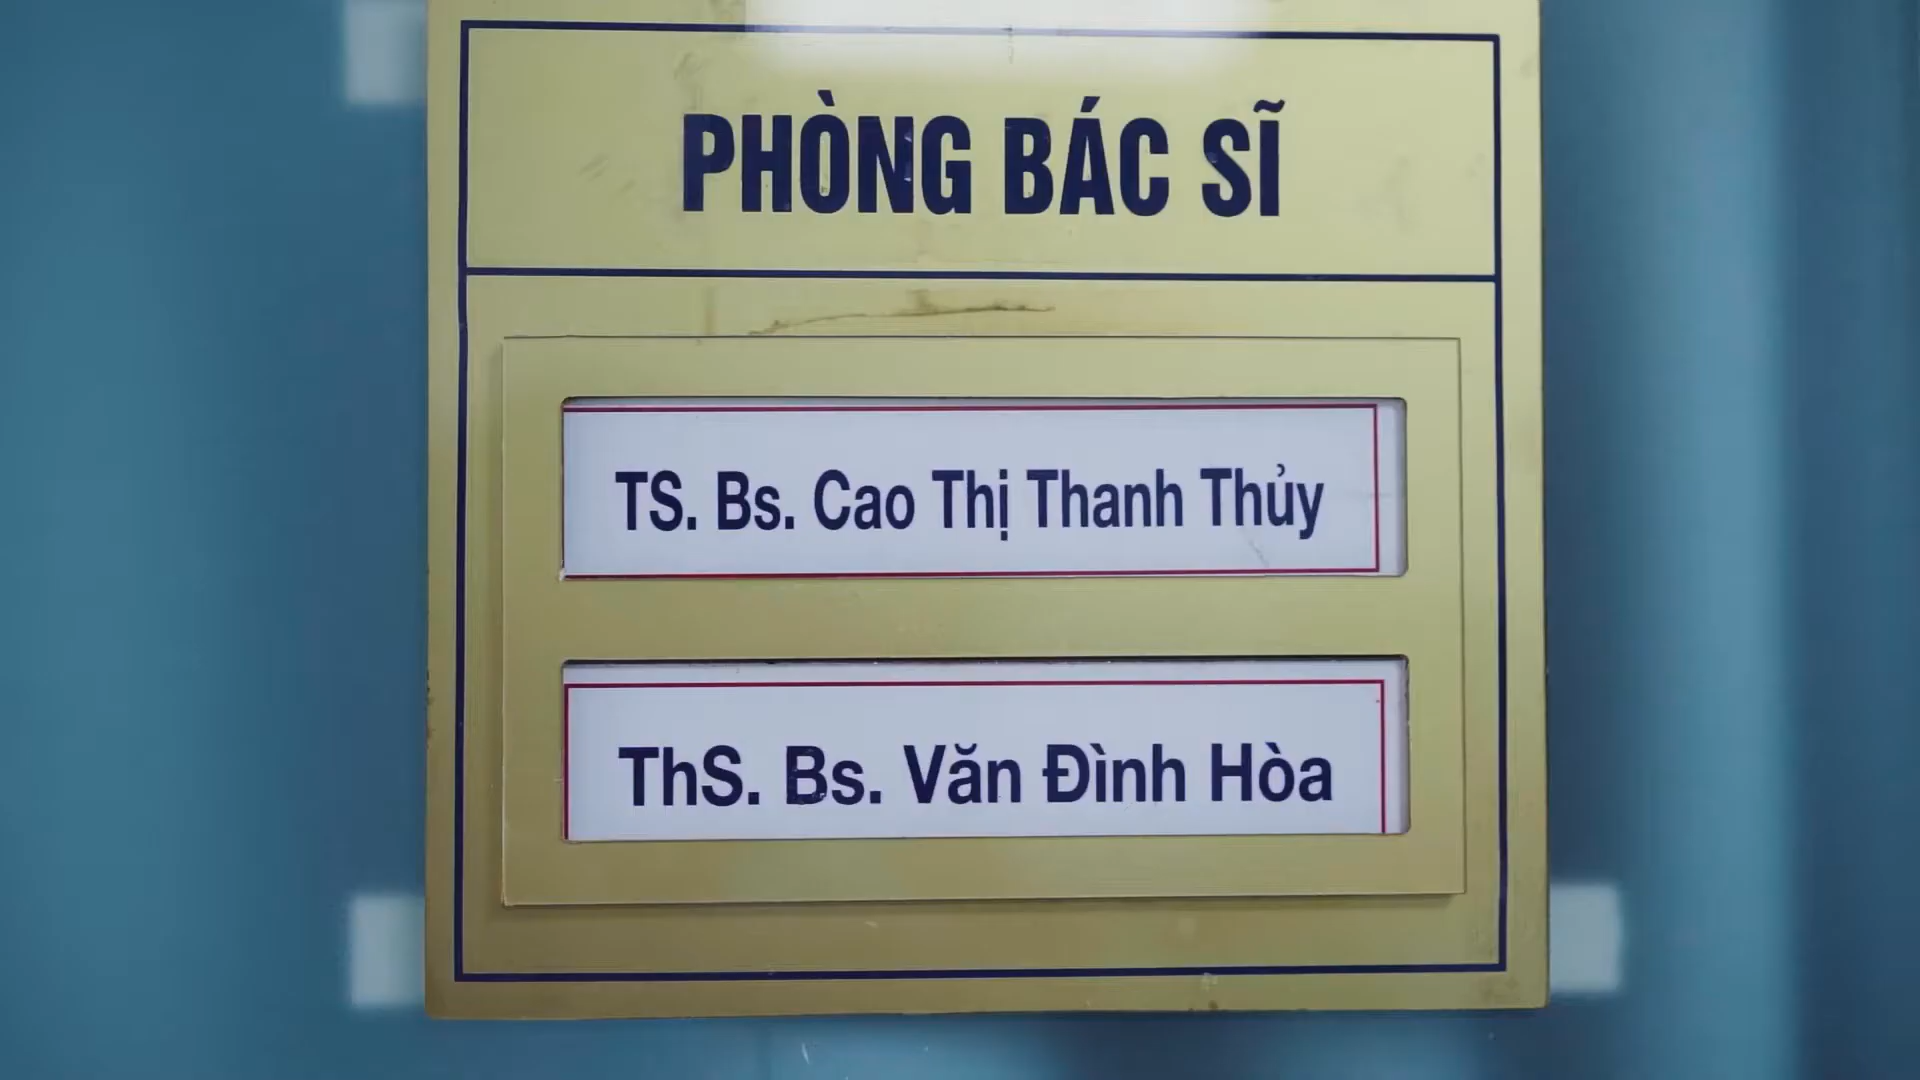 PHÒNG BÁC SĨ
TS. Bs. Cao Thị Thanh Thủy
ThS. Bs. Văn Đình Hòa